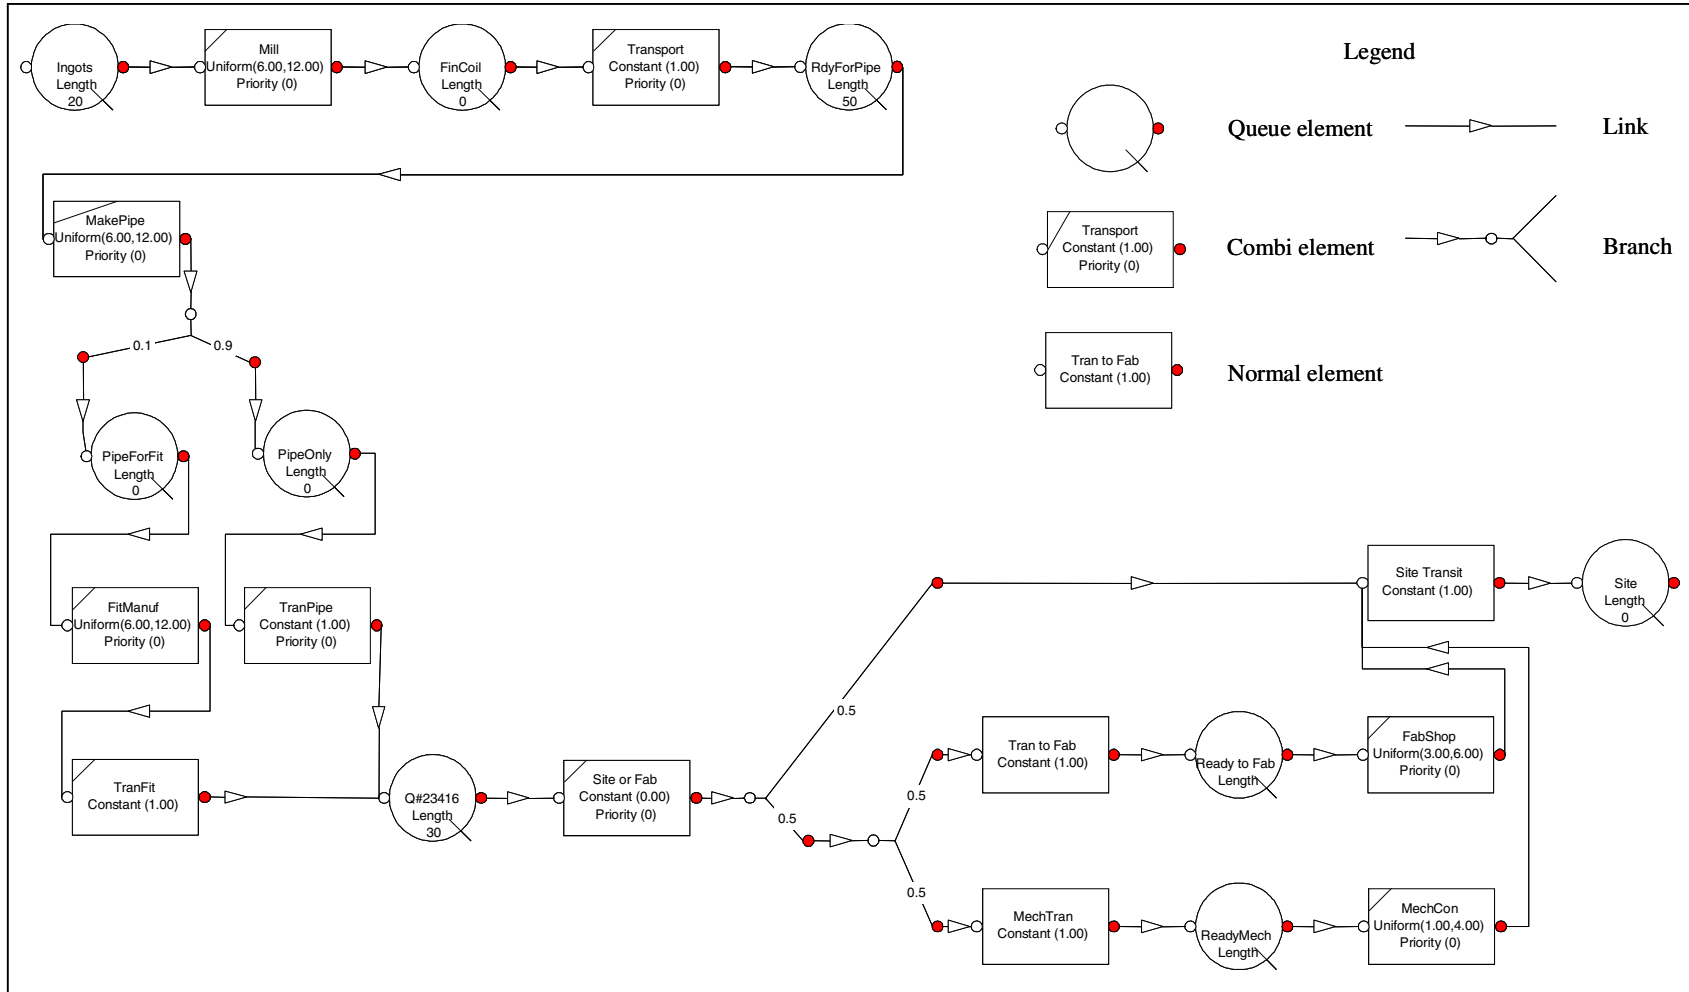 Ingots
Length
20
Mill
Uniform(6.00,12.00)
Priority (0)
FinCoil
Length
0
Transport
Constant (1.00)
Priority (0)
RdyForPipe
Length
50
Legend
Queue element
Link
Transport
Constant (1.00)
Priority (0)
Combi element
Branch
Tran to Fab
Constant (1.00)
Normal element
MakePipe
Uniform(6.00,12.00)
Priority (0)
0.1
0.9
PipeForFit
Length
0
PipeOnly
Length
0
FitManuf
Uniform(6.00,12.00)
Priority (0)
TranPipe
Constant (1.00)
Priority (0)
TranFit
Constant (1.00)
Q#23416
Length
30
Site or Fab
Constant (0.00)
Priority (0)
0.5
0.5
Site Transit
Constant (1.00)
Site
Length
0
0.5
Tran to Fab
Constant (1.00)
Ready to Fab
Length
FabShop
Uniform(3.00,6.00)
Priority (0)
0.5
MechTran
Constant (1.00)
ReadyMech
Length
MechCon
Uniform(1.00,4.00)
Priority (0)